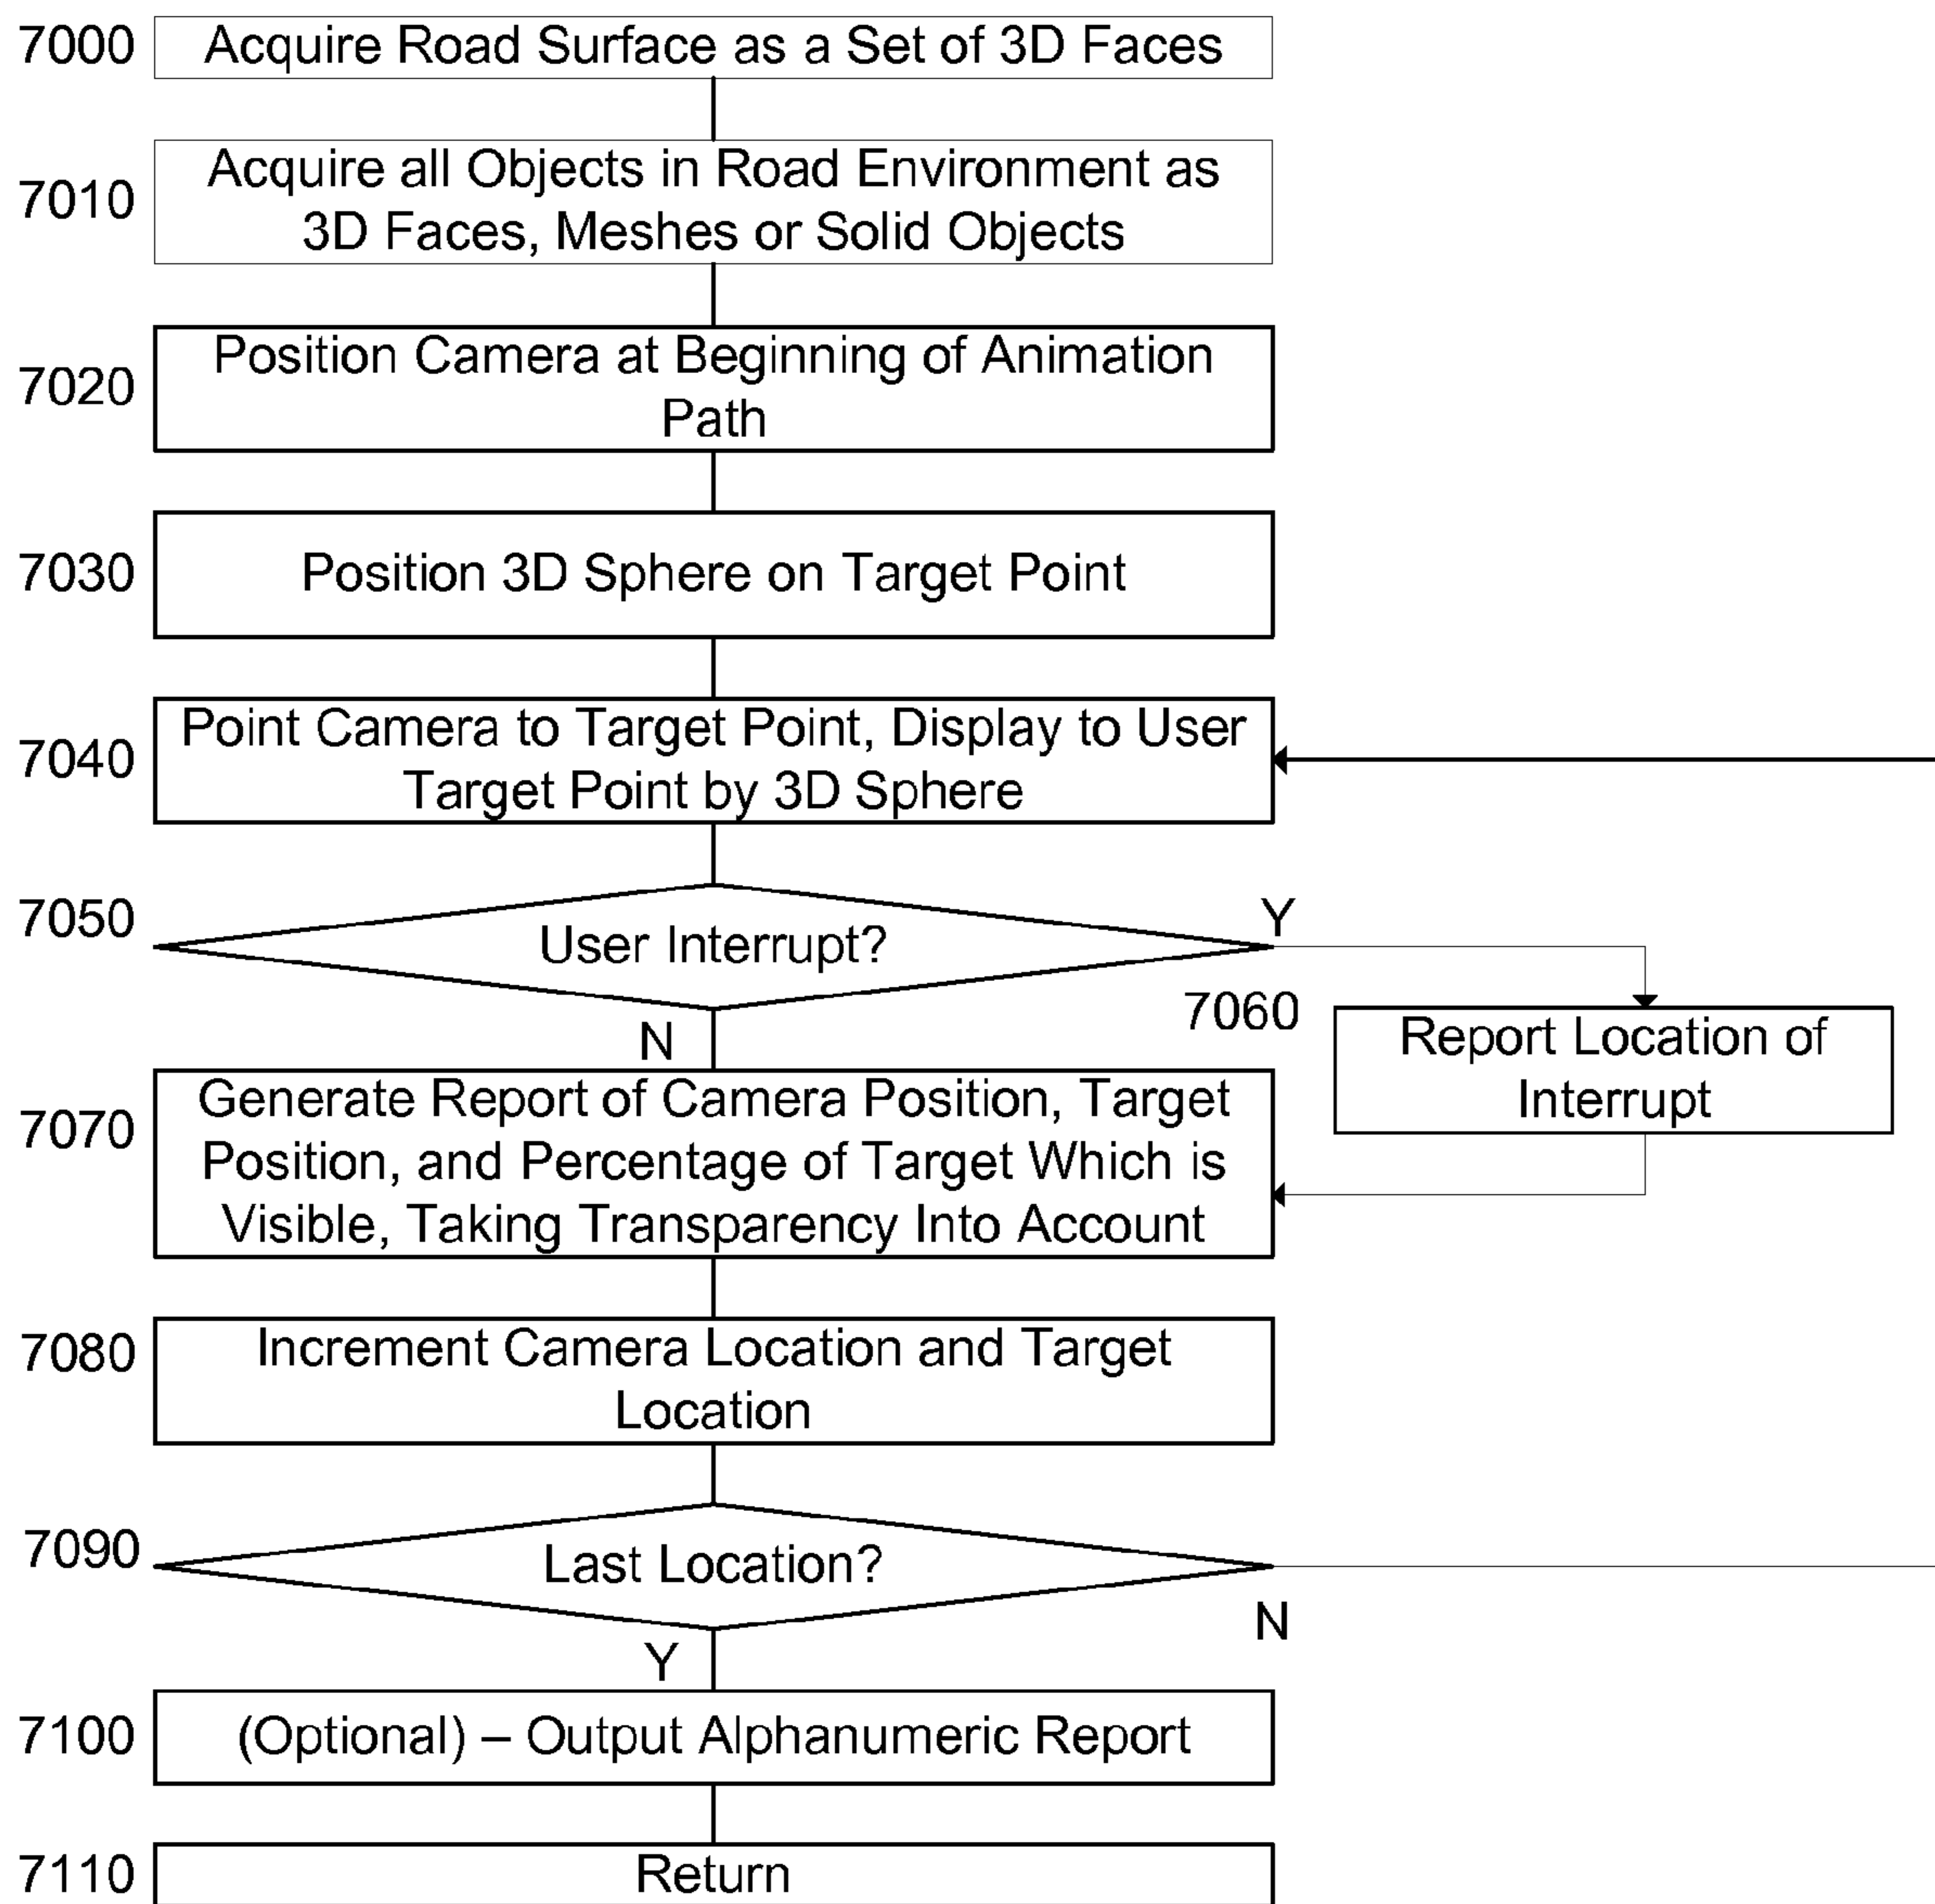 7000
Acquire Road Surface as a Set of 3D Faces
7010
Acquire all Objects in Road Environment as
3D Faces, Meshes or Solid Objects
7020
Position Camera at Beginning of Animation
Path
7030
Position 3D Sphere on Target Point
7040
Point Camera to Target Point, Display to User
Target Point by 3D Sphere
7050
User Interrupt?
Y
N
7060
Report Location of
Interrupt
7070
Generate Report of Camera Position, Target
Position, and Percentage of Target Which is
Visible, Taking Transparency Into Account
7080
Increment Camera Location and Target
Location
7090
Last Location?
N
Y
7100
(Optional) – Output Alphanumeric Report
7110
Return